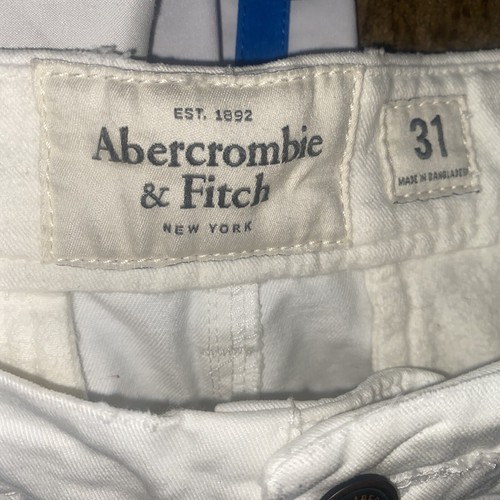 EST. 1892
Abercrombie
& Fitch
NEW YORK
31
MADE IN BANGLADESH